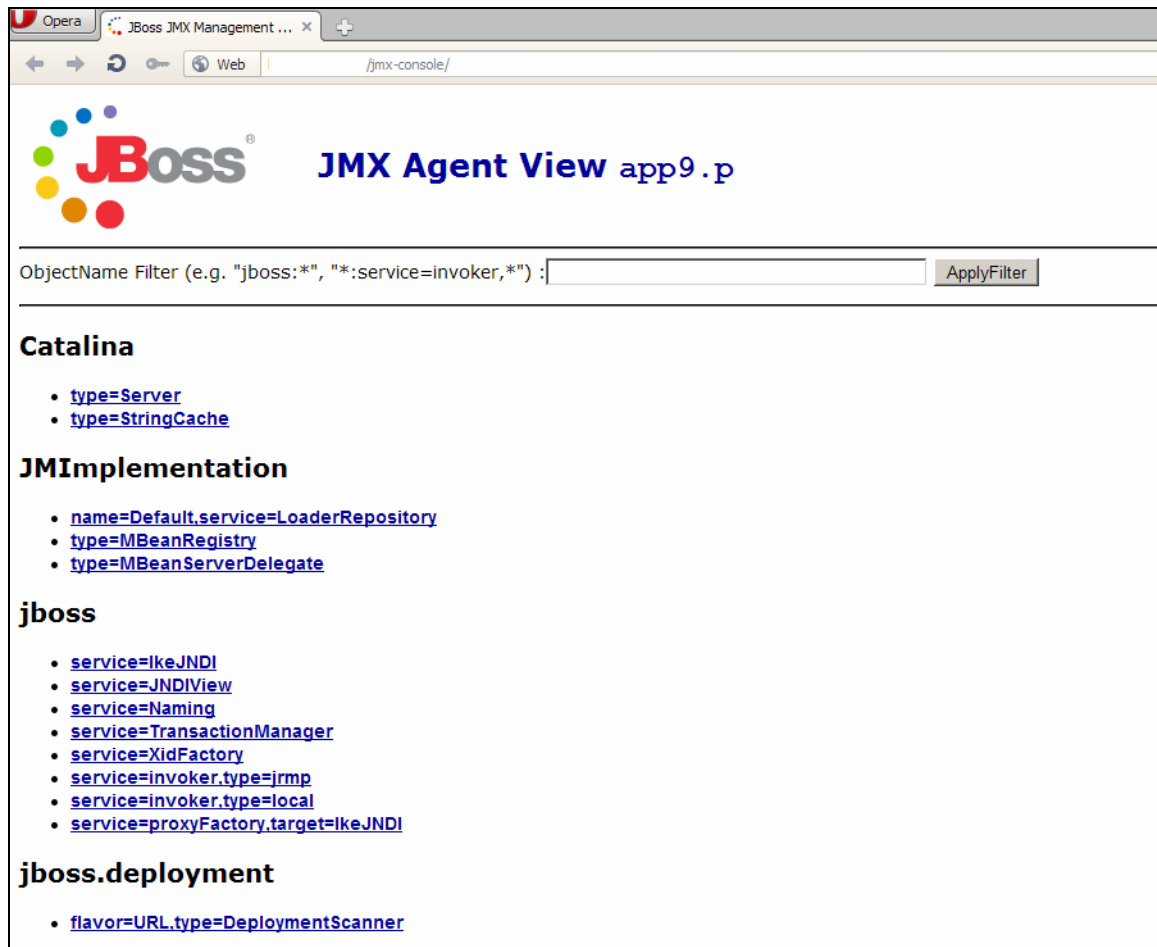 Opera
JBoss JMX Management ...
Web /jmx-console/
JBoss®
JMX Agent View app9.p
ObjectName Filter (e.g. "jboss:*", "*:service=invoker,*") : ApplyFilter
Catalina
type=Server
type=StringCache
JMImplementation
name=Default,service=LoaderRepository
type=MBeanRegistry
type=MBeanServerDelegate
jboss
service=IkeJNDI
service=JNDIView
service=Naming
service=TransactionManager
service=XidFactory
service=invoker,type=jrmp
service=invoker,type=local
service=proxyFactory,target=IkeJNDI
jboss.deployment
flavor=URL,type=DeploymentScanner